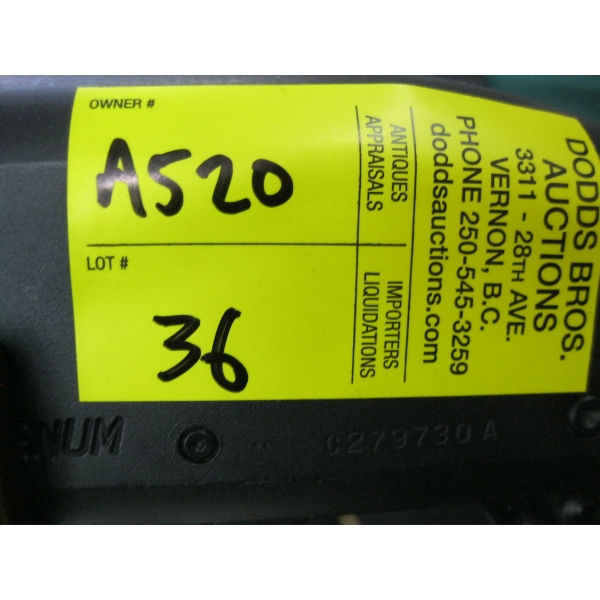 OWNER #
A520
LOT #
36
ANTIQUES
APPRAISALS
IMPORTERS
LIQUIDATIONS
DODDS BROS.
AUCTIONS
3311 - 28TH AVE.
VERNON, B.C.
PHONE 250-545-3259
doddsauctions.com
NUM
C279730A